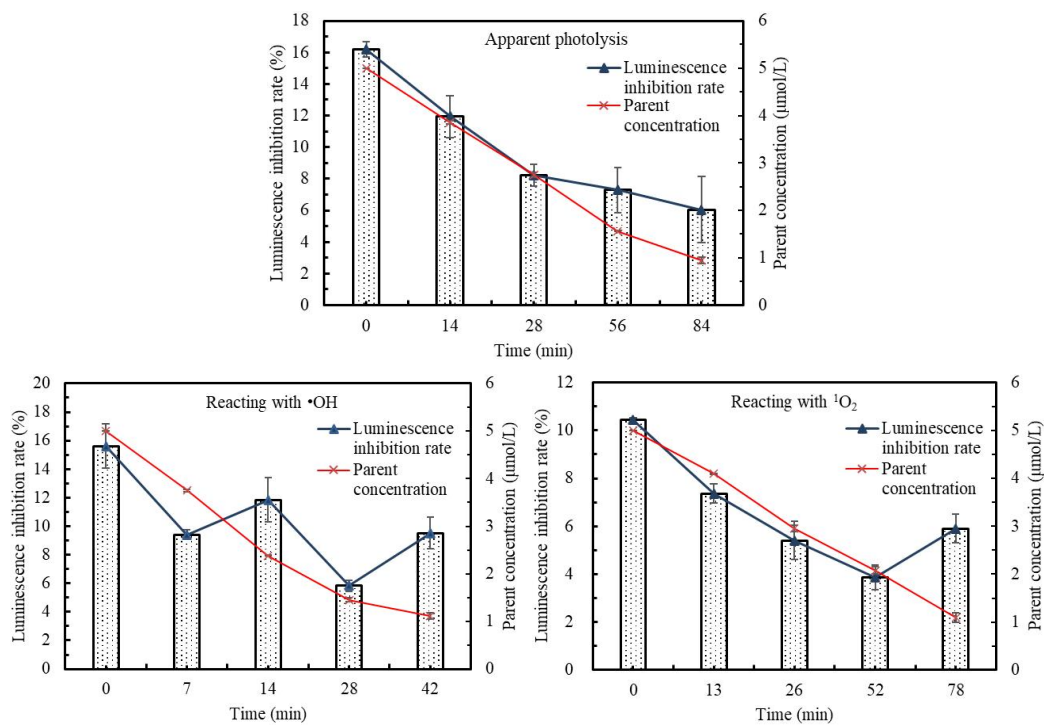 Apparent photolysis
Luminescence
inhibition rate
Parent
concentration
Luminescence inhibition rate (%)
18
16
14
12
10
8
6
4
2
0
Parent concentration (μmol/L)
6
5
4
3
2
1
0
0 14 28 56 84
Time (min)
Reacting with •OH
Luminescence
inhibition rate
Parent
concentration
Luminescence inhibition rate (%)
20
18
16
14
12
10
8
6
4
2
0
Parent concentration (μmol/L)
6
5
4
3
2
1
0
0 7 14 28 42
Time (min)
Reacting with ¹O₂
Luminescence
inhibition rate
Parent
concentration
Luminescence inhibition rate (%)
12
10
8
6
4
2
0
Parent concentration (μmol/L)
6
5
4
3
2
1
0
0 13 26 52 78
Time (min)